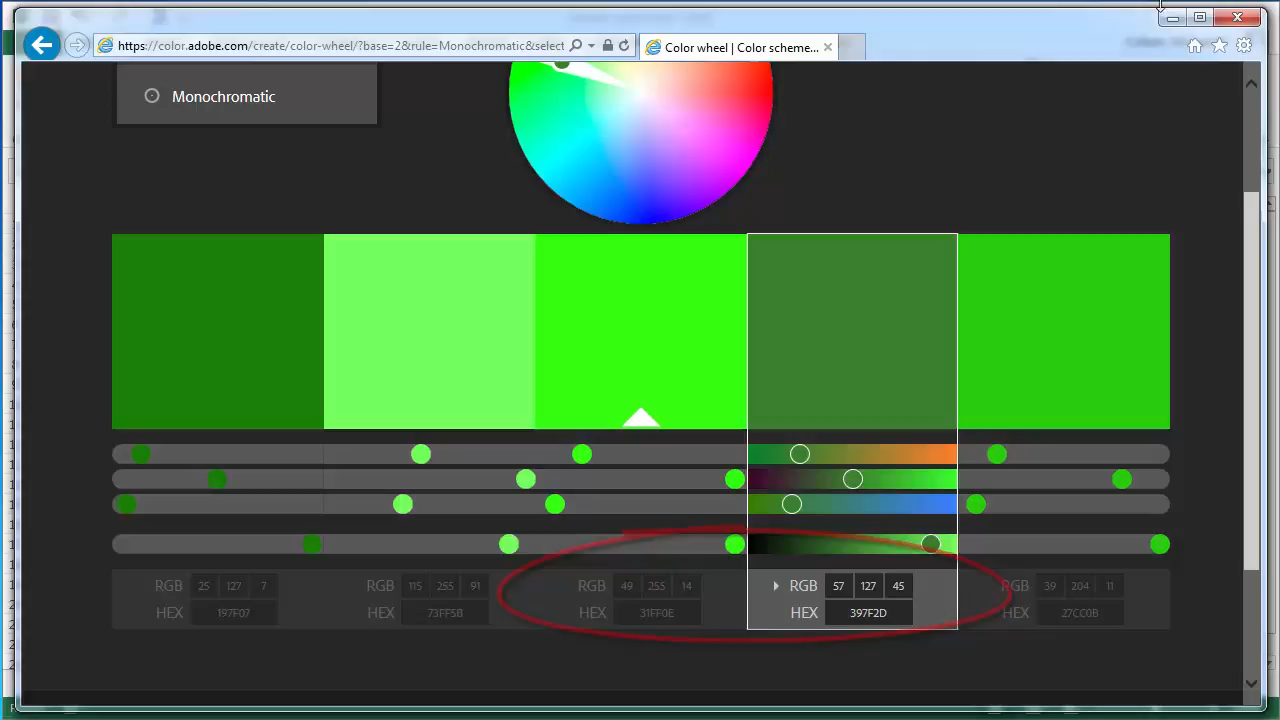 https://color.adobe.com/create/color-wheel/?base=2&rule=Monochromatic&select
Color wheel | Color scheme...
Monochromatic
RGB 25 127 7
HEX 197F07
RGB 115 255 91
HEX 73FF5B
RGB 49 255 14
HEX 31FF0E
RGB 57 127 45
HEX 397F2D
RGB 39 204 11
HEX 27CC0B